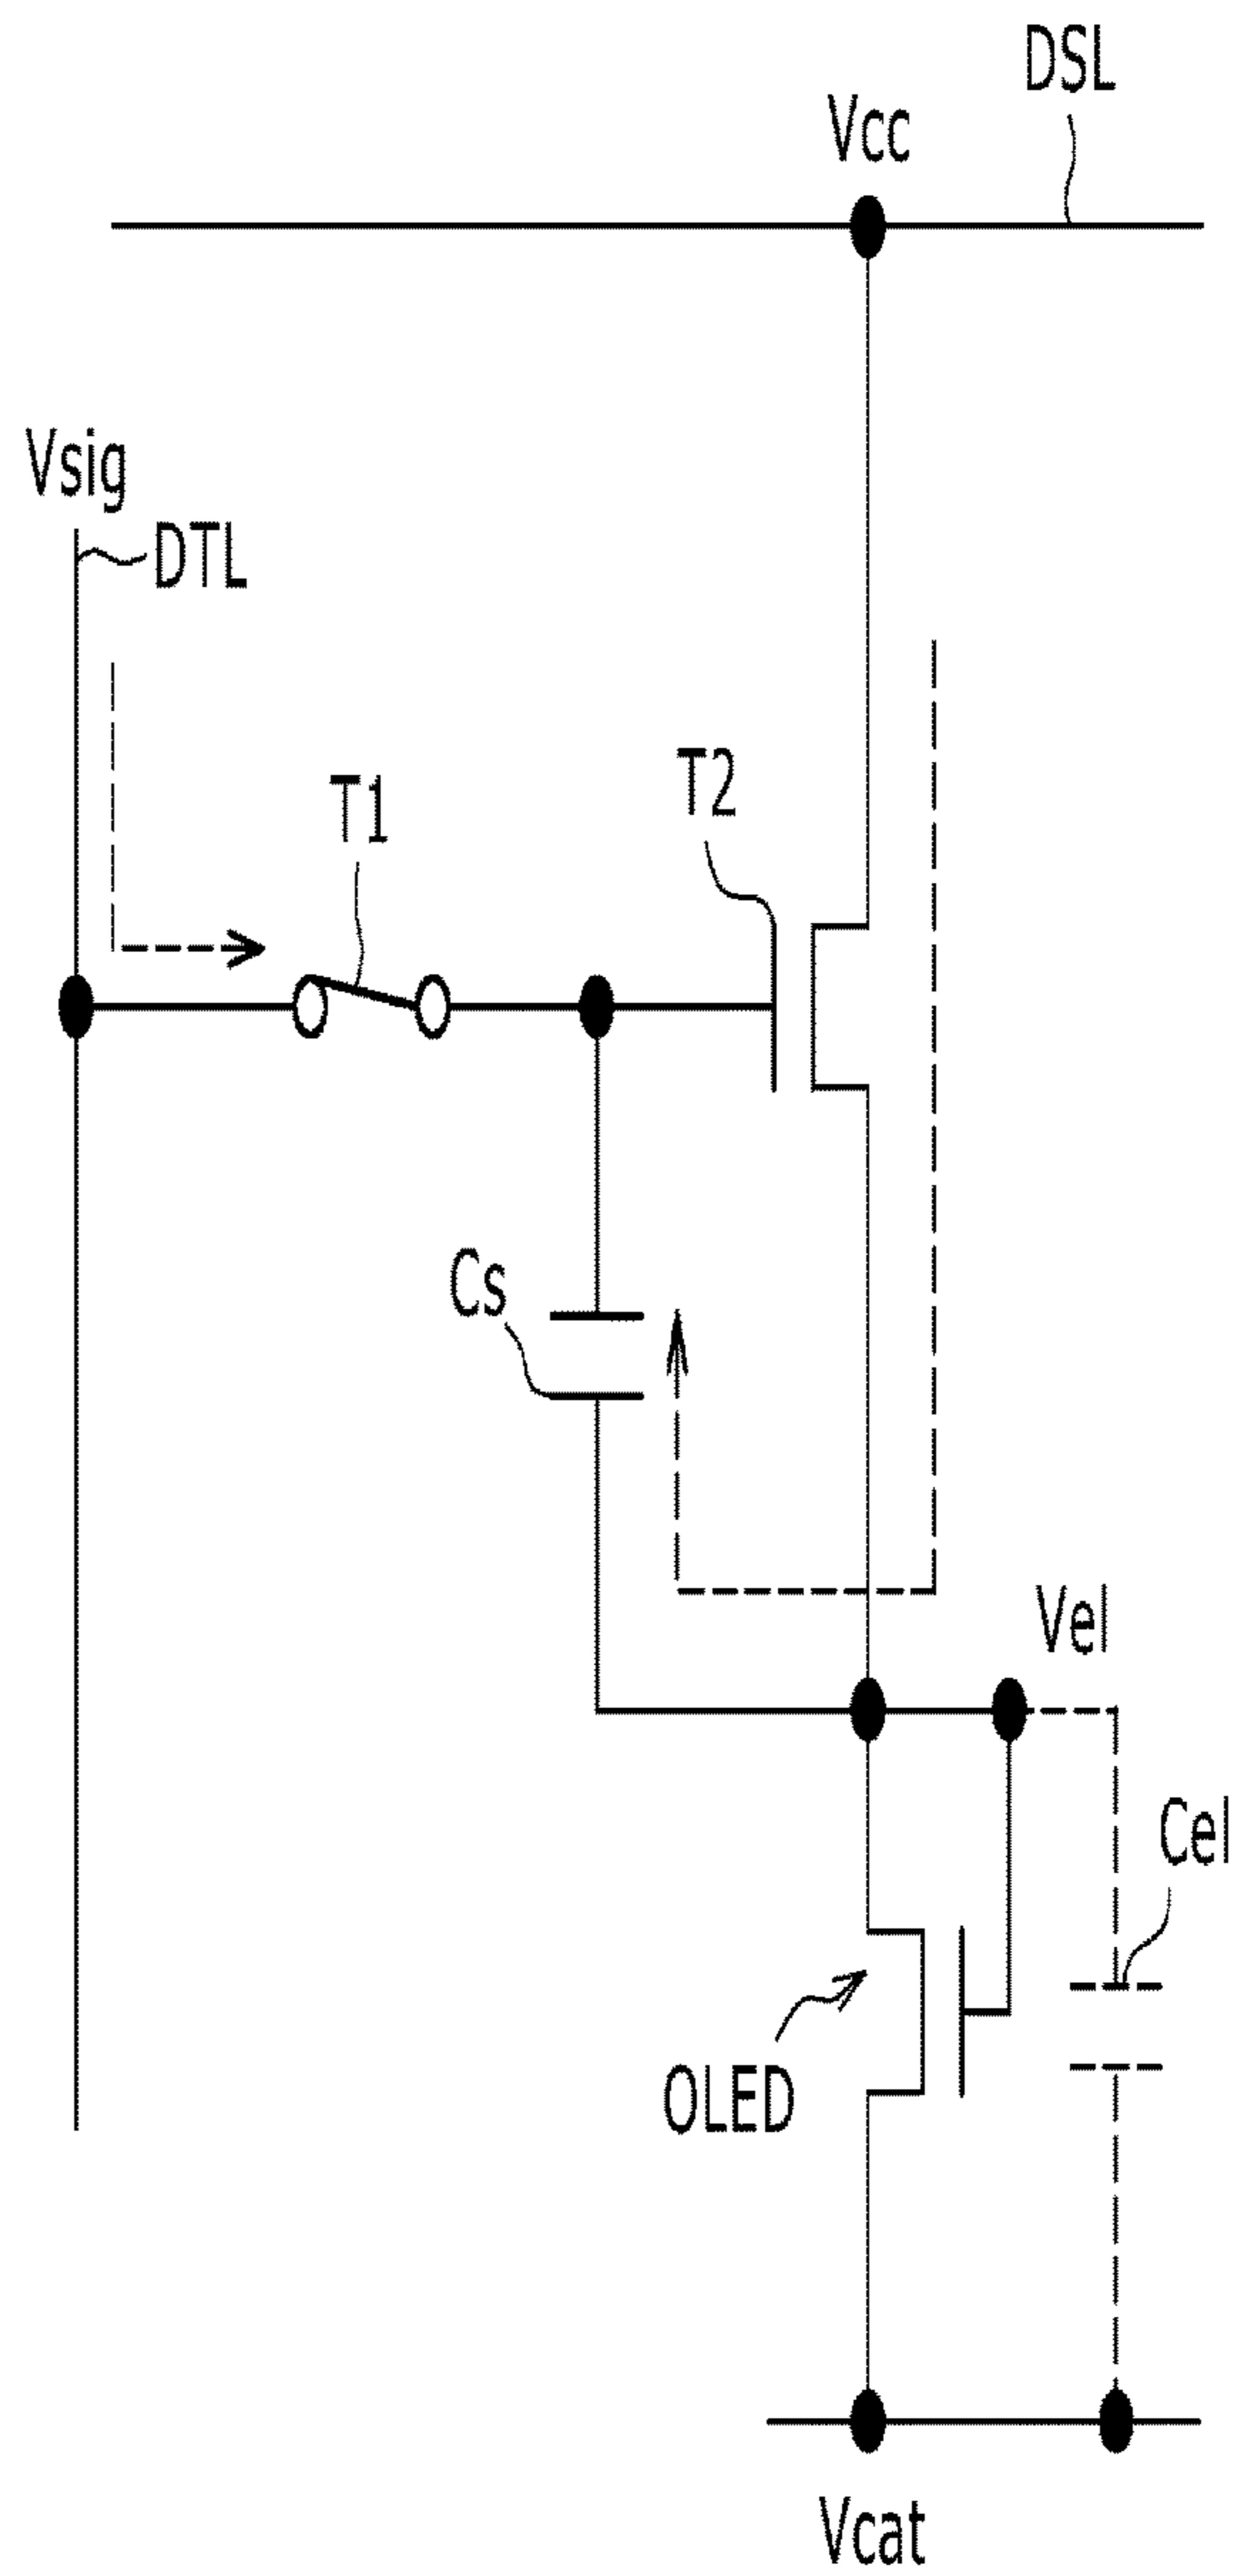 DSL
Vcc
Vsig
DTL
T2
T1
Cs
Vel
Cel
OLED
Vcat